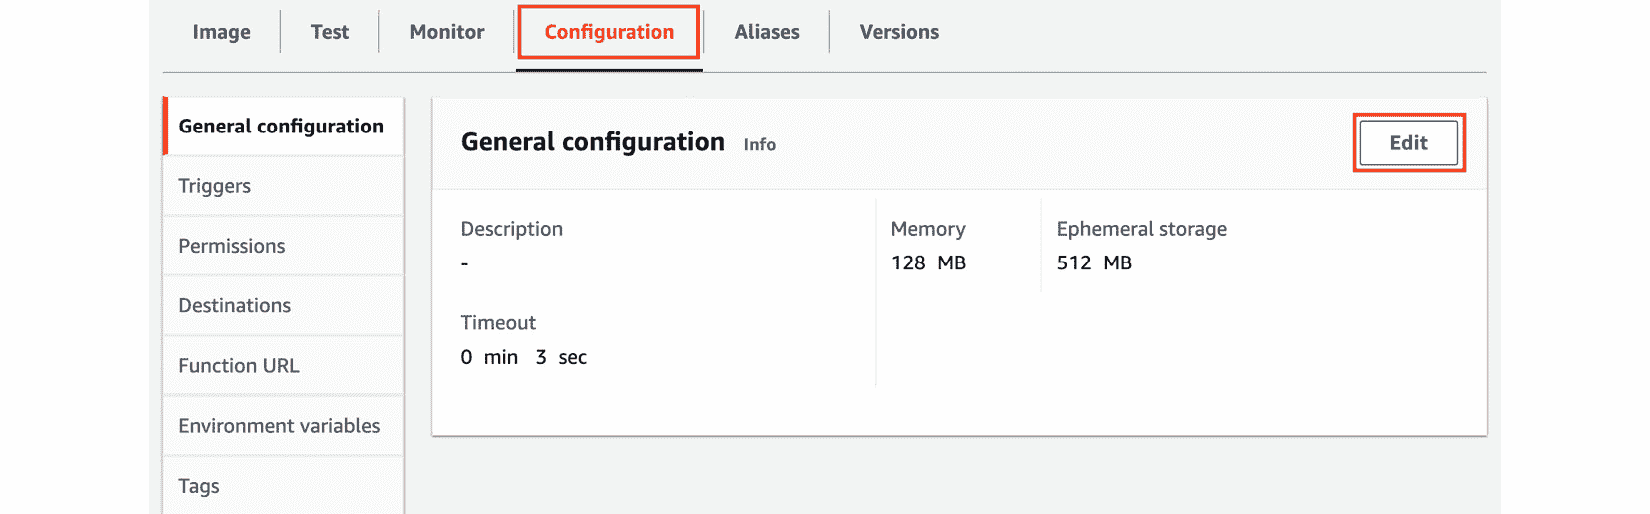 Image Test Monitor Configuration Aliases Versions
General configuration
Triggers
Permissions
Destinations
Function URL
Environment variables
Tags
General configuration Info
Edit
Description
-
Memory
128 MB
Ephemeral storage
512 MB
Timeout
0 min 3 sec